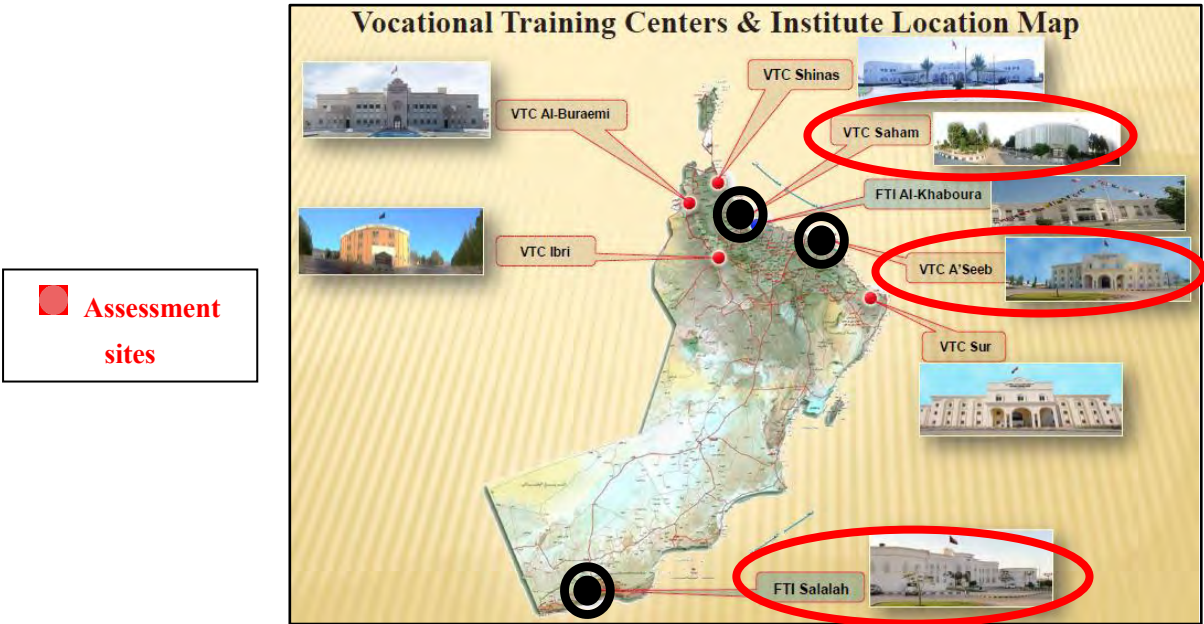 Vocational Training Centers & Institute Location Map
VTC Shinas
VTC Al-Buraemi
VTC Saham
FTI Al-Khaboura
VTC Ibri
VTC A'Seeb
Assessment
sites
VTC Sur
FTI Salalah